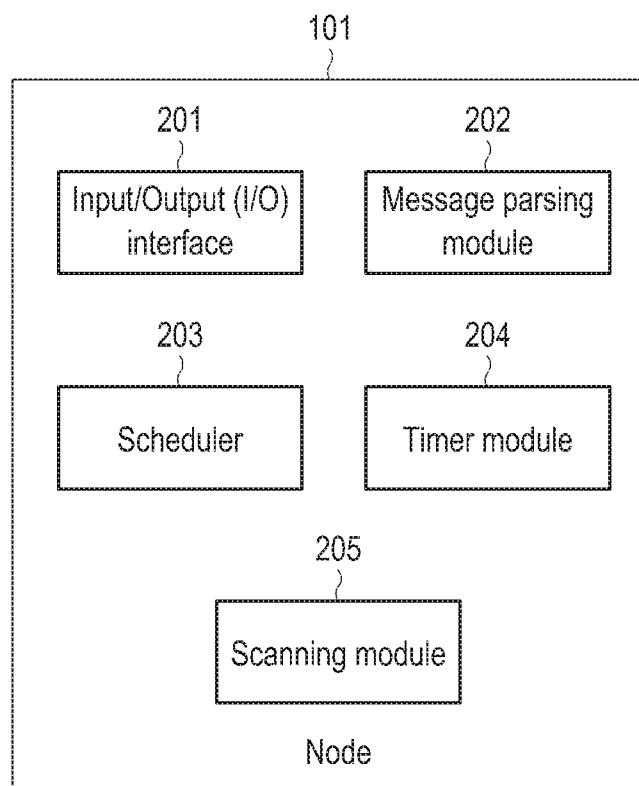 101
201
202
Input/Output (I/O)
interface
Message parsing
module
203
204
Scheduler
Timer module
205
Scanning module
Node